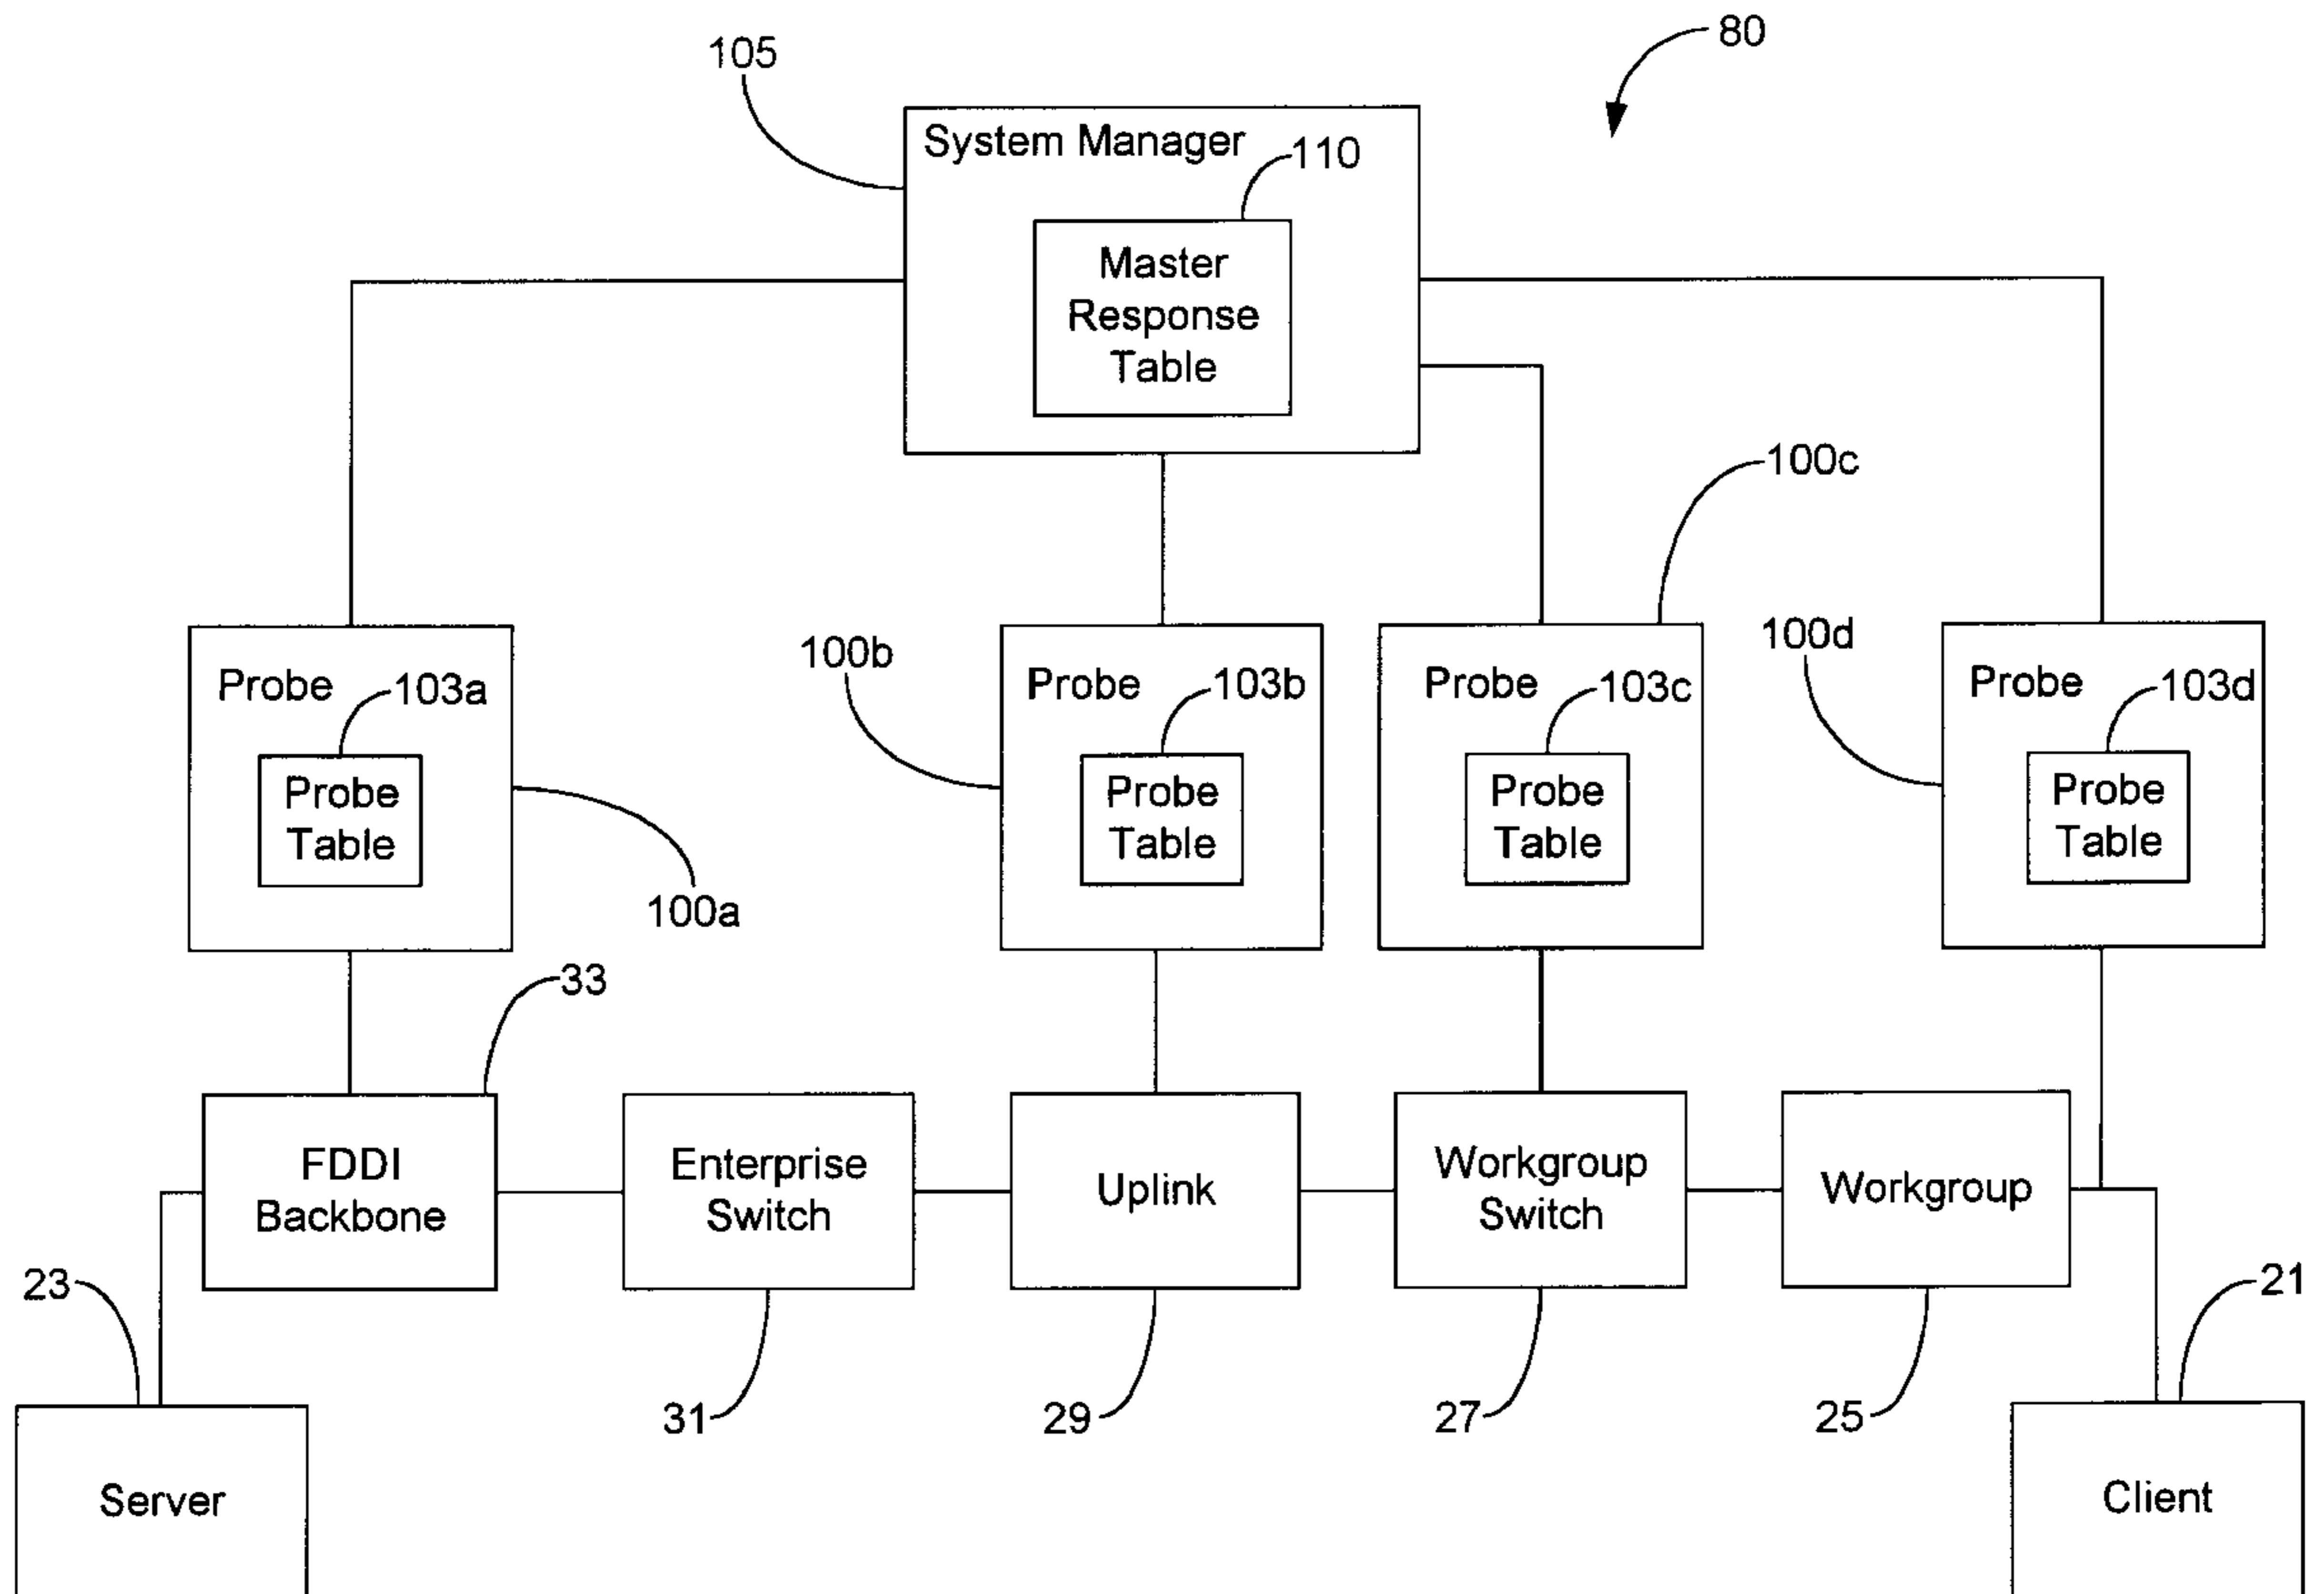 80
105
System Manager
110
Master
Response
Table
100c
100b
100d
Probe
103a
Probe
103b
Probe
103c
Probe
103d
Probe
Table
Probe
Table
Probe
Table
Probe
Table
100a
33
FDDI
Backbone
Enterprise
Switch
Uplink
Workgroup
Switch
Workgroup
23
21
31
29
27
25
Server
Client